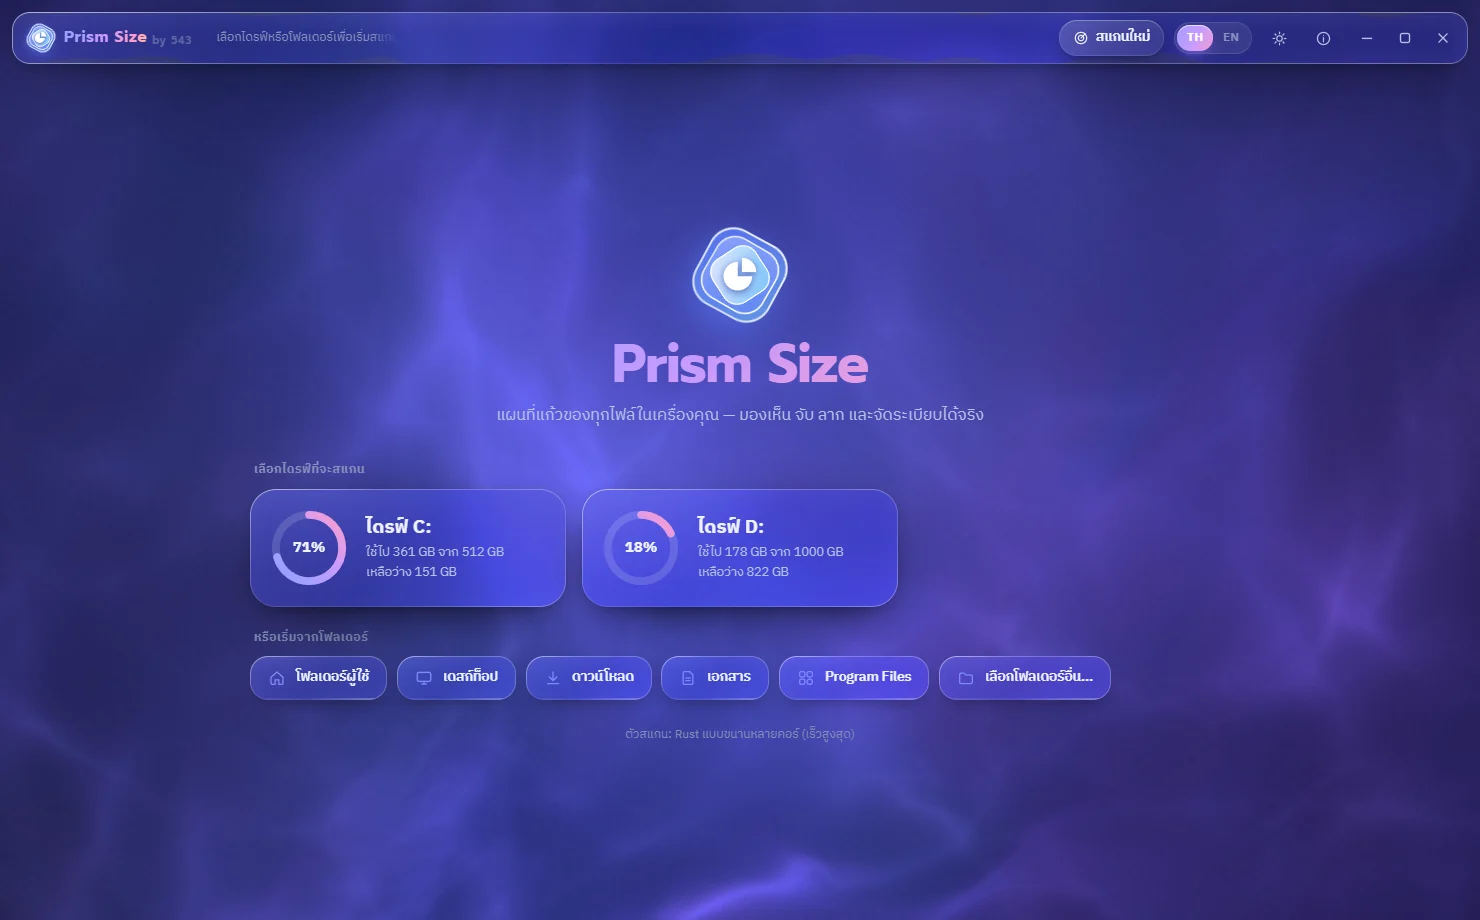 Prism Size by 543
เลือกไดรฟ์หรือโฟลเดอร์เพื่อเริ่มสแกน
สแกนใหม่
TH EN
Prism Size
แผนที่แก้วของทุกไฟล์ในเครื่องคุณ — มองเห็น จับ ลาก และจัดระเบียบได้จริง
เลือกไดรฟ์ที่จะสแกน
71%
ไดรฟ์ C:
ใช้ไป 361 GB จาก 512 GB
เหลือว่าง 151 GB
18%
ไดรฟ์ D:
ใช้ไป 178 GB จาก 1000 GB
เหลือว่าง 822 GB
หรือเริ่มจากโฟลเดอร์
โฟลเดอร์ผู้ใช้
เดสก์ท็อป
ดาวน์โหลด
เอกสาร
Program Files
เลือกโฟลเดอร์อื่น...
ตัวสแกน: Rust แบบขนานหลายคอร์ (เร็วสูงสุด)